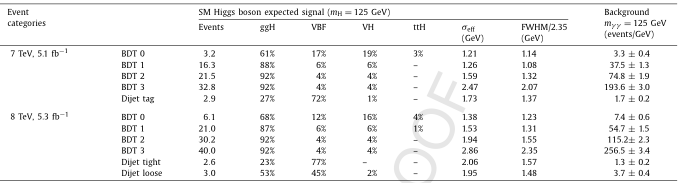 Event categories SM Higgs boson expected signal (mH = 125 GeV) Background mγγ = 125 GeV (events/GeV)
Events ggH VBF VH ttH σeff (GeV) FWHM/2.35 (GeV)
7 TeV, 5.1 fb−1 BDT 0 3.2 61% 17% 19% 3% 1.21 1.14 3.3 ± 0.4
BDT 1 16.3 88% 6% 6% – 1.26 1.08 37.5 ± 1.3
BDT 2 21.5 92% 4% 4% – 1.59 1.32 74.8 ± 1.9
BDT 3 32.8 92% 4% 4% – 2.47 2.07 193.6 ± 3.0
Dijet tag 2.9 27% 72% 1% – 1.73 1.37 1.7 ± 0.2
8 TeV, 5.3 fb−1 BDT 0 6.1 68% 12% 16% 4% 1.38 1.23 7.4 ± 0.6
BDT 1 21.0 87% 6% 6% 1% 1.53 1.31 54.7 ± 1.5
BDT 2 30.2 92% 4% 4% – 1.94 1.55 115.2± 2.3
BDT 3 40.0 92% 4% 4% – 2.86 2.35 256.5 ± 3.4
Dijet tight 2.6 23% 77% – – 2.06 1.57 1.3 ± 0.2
Dijet loose 3.0 53% 45% 2% – 1.95 1.48 3.7 ± 0.4
OOF